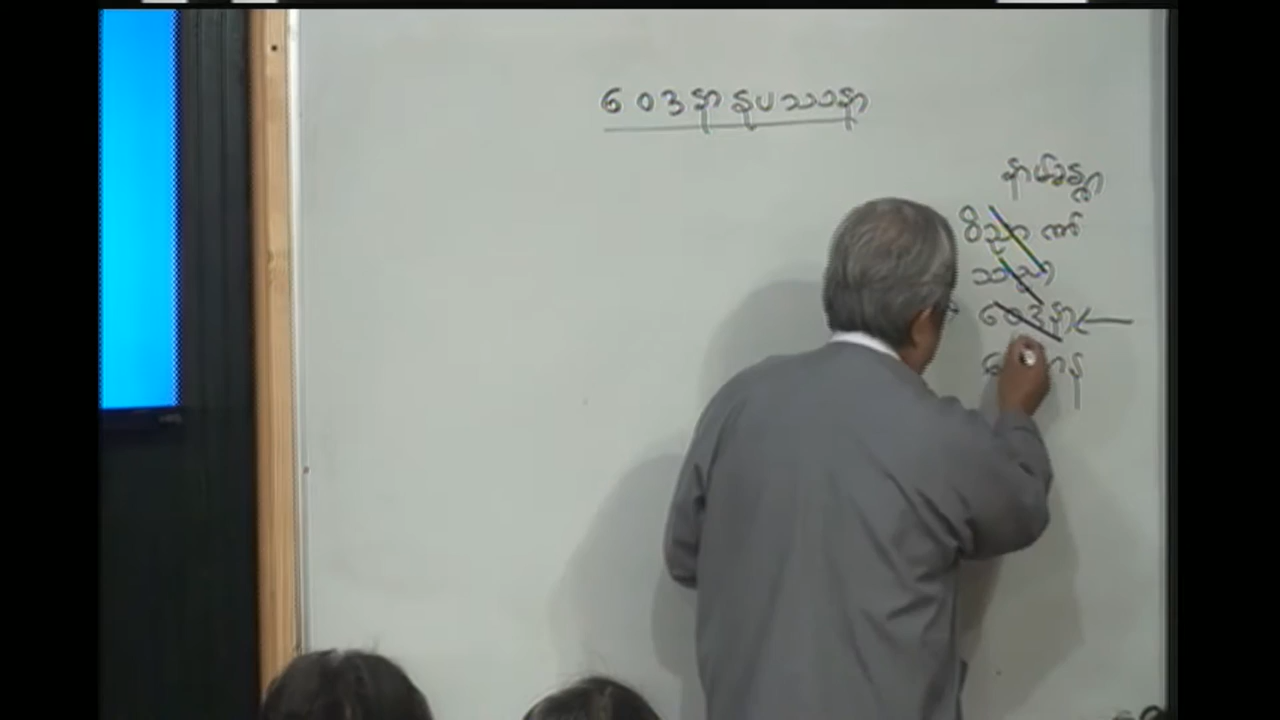 ဝေဒနာနုပဿနာ
နာမ်ခန္ဓာ
ဝိညာဏ်
သညာ
ဝေဒနာ